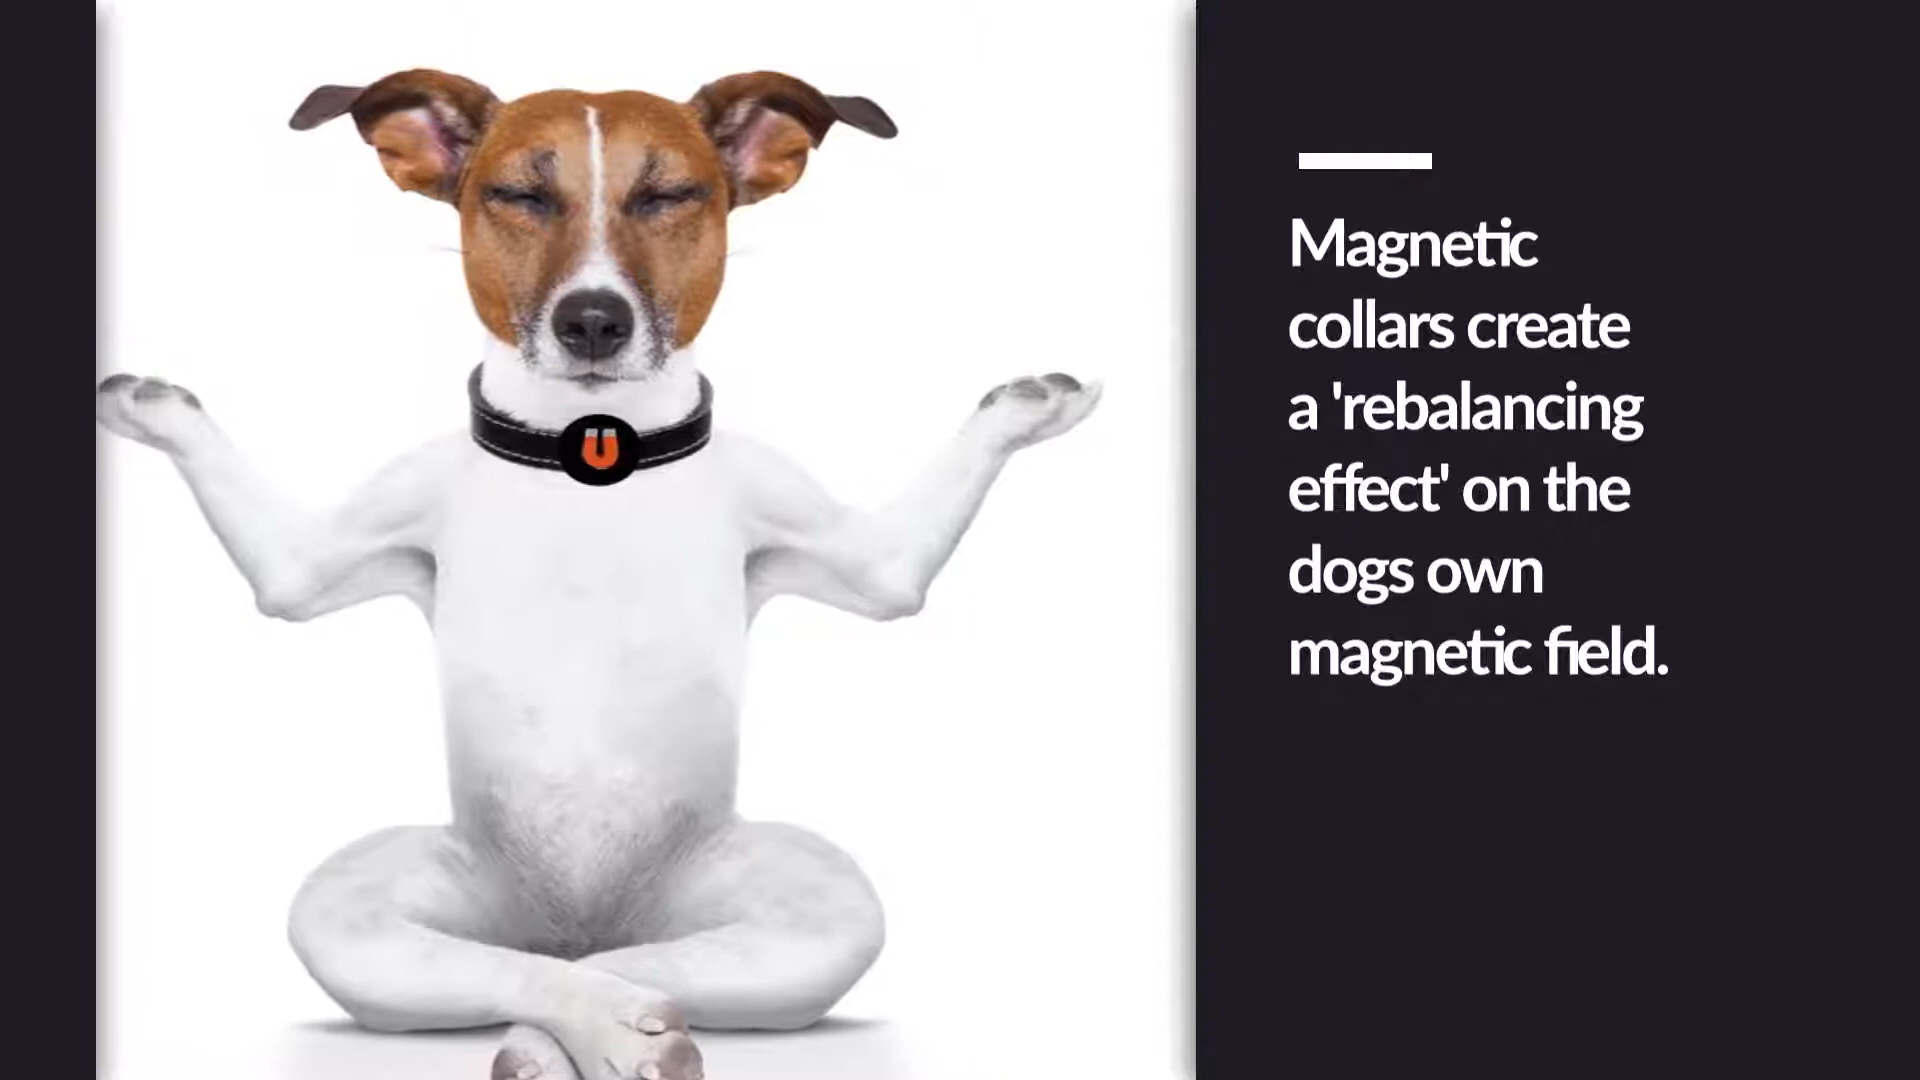 Magnetic
collars create
a 'rebalancing
effect' on the
dogs own
magnetic field.